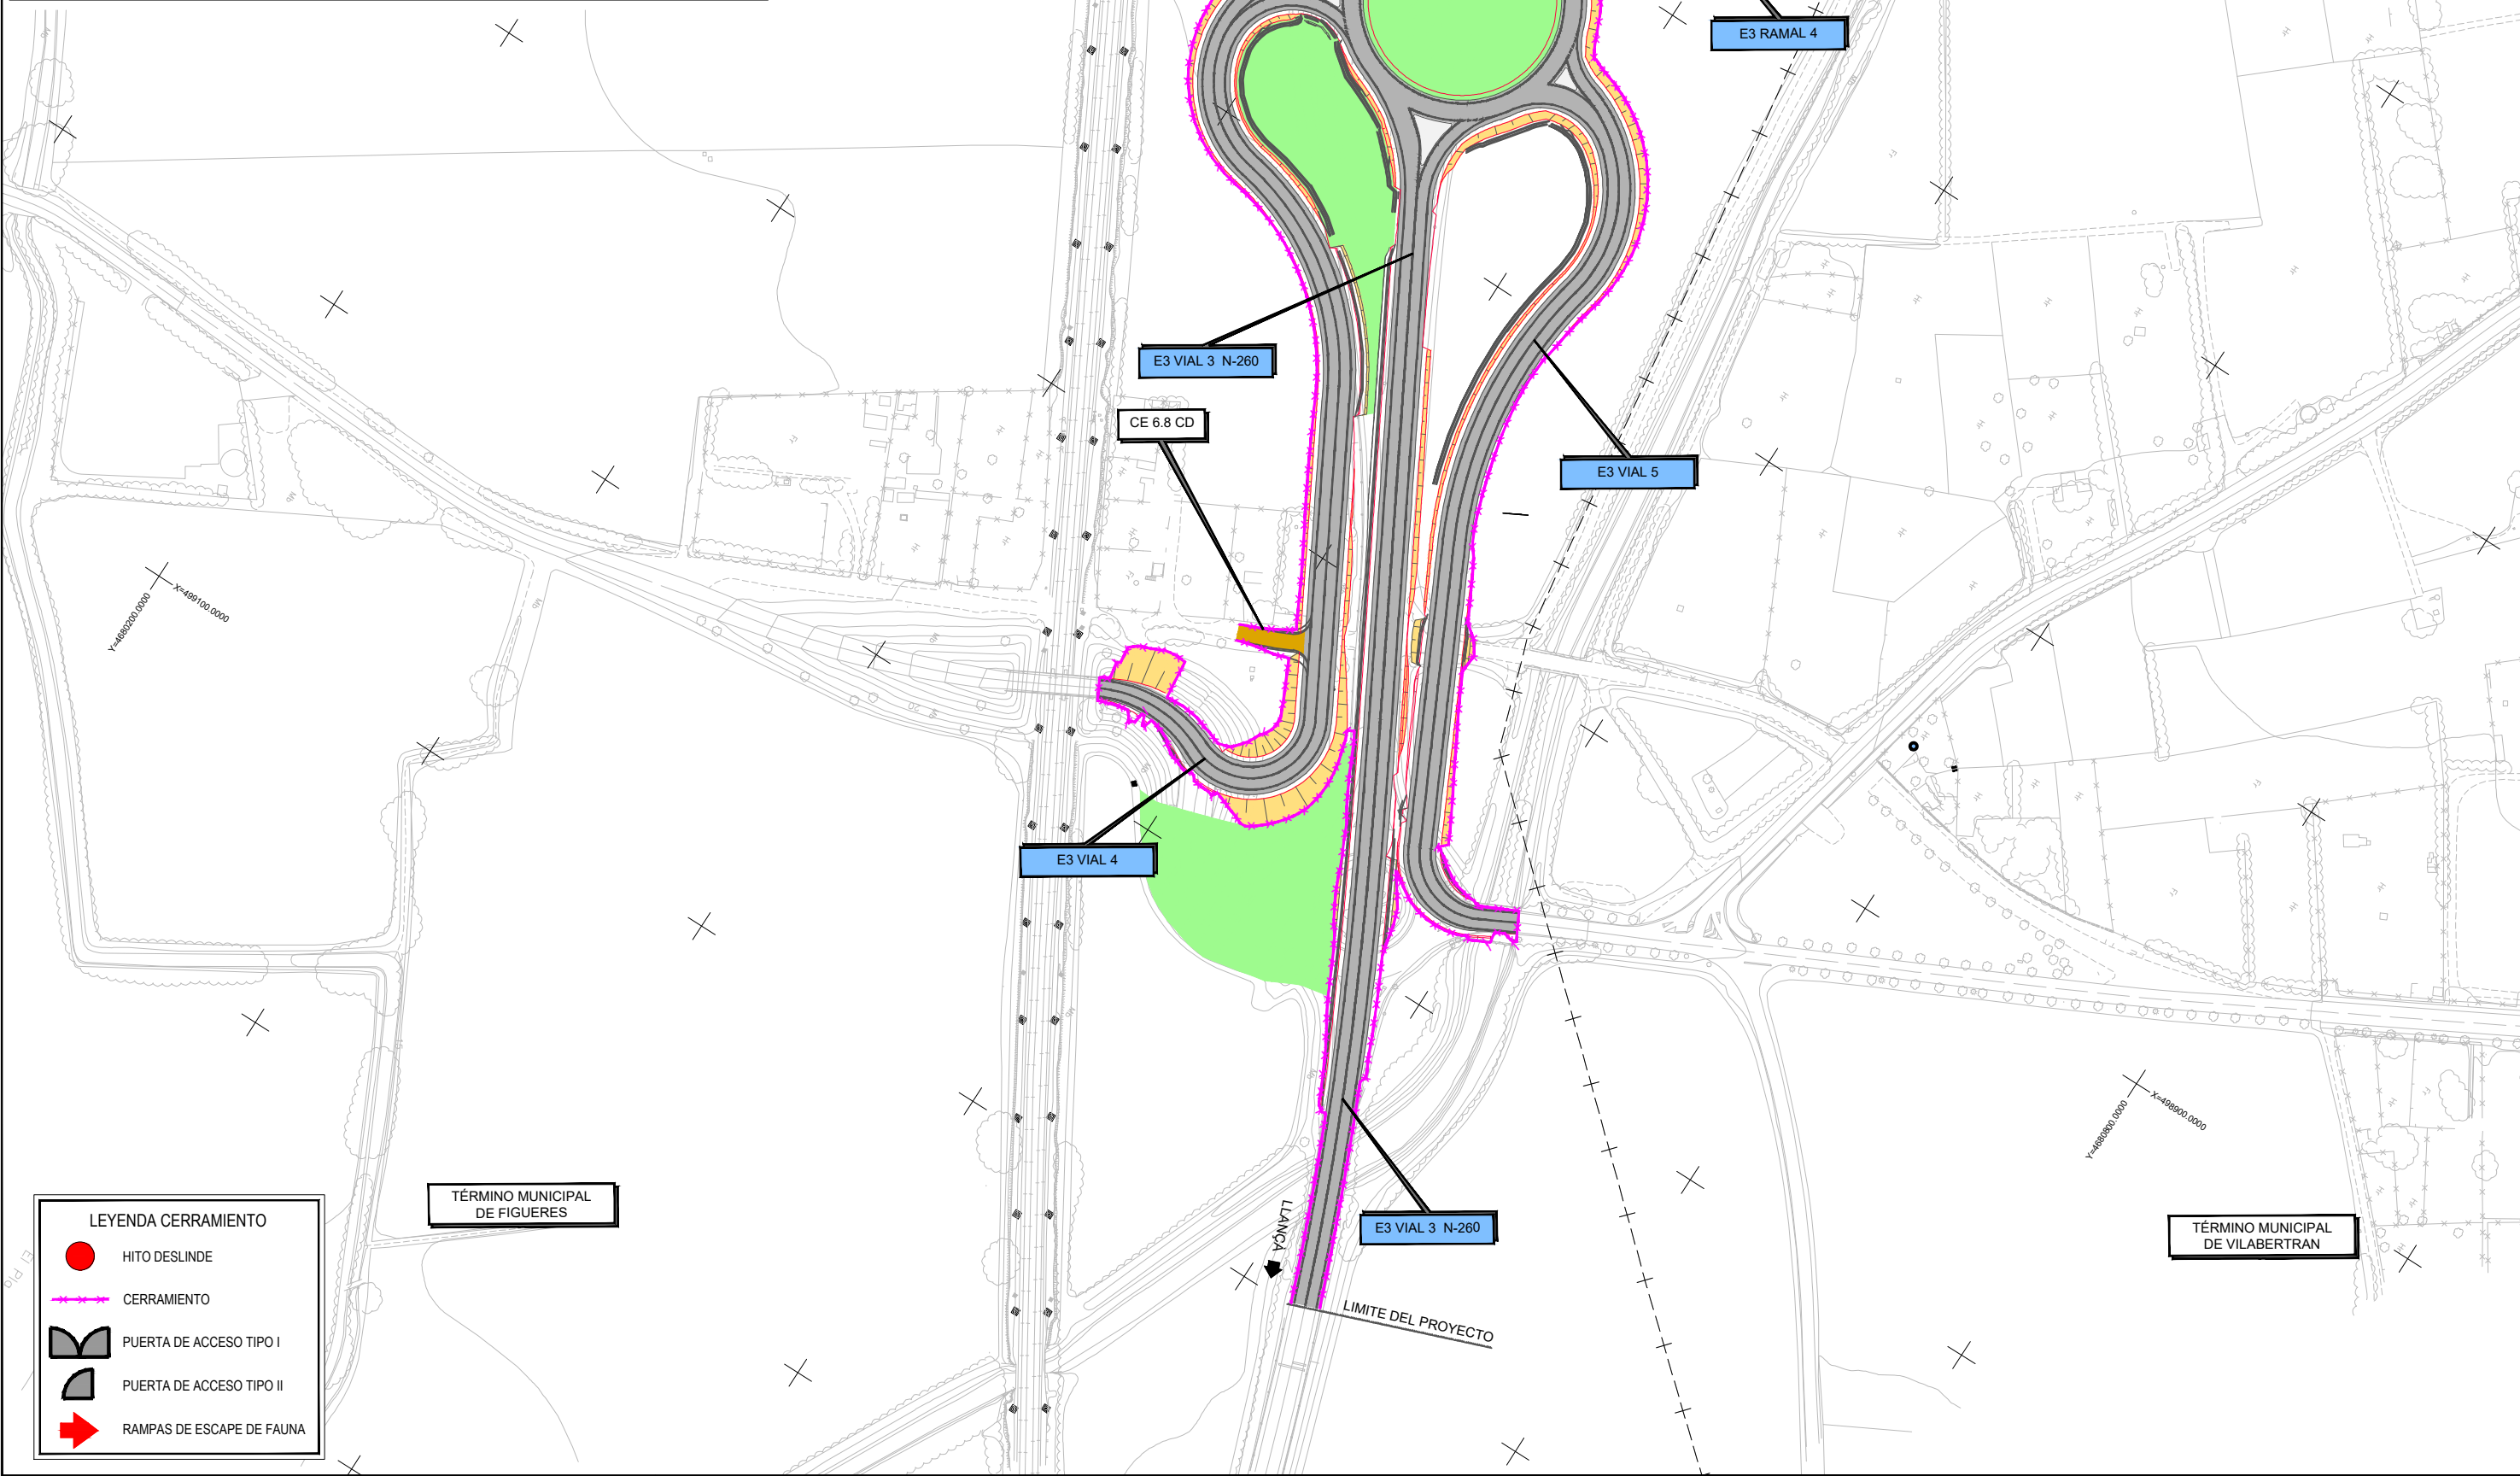 E3 RAMAL 4
E3 VIAL 3 N-260
CE 6.8 CD
E3 VIAL 5
X=499100.0000
Y=4680200.0000
E3 VIAL 4
X=498900.0000
Y=4680800.0000
TÉRMINO MUNICIPAL
DE FIGUERES
LLANÇÀ
E3 VIAL 3 N-260
TÉRMINO MUNICIPAL
DE VILABERTRAN
LIMITE DEL PROYECTO
LEYENDA CERRAMIENTO
HITO DESLINDE
CERRAMIENTO
PUERTA DE ACCESO TIPO I
PUERTA DE ACCESO TIPO II
RAMPAS DE ESCAPE DE FAUNA